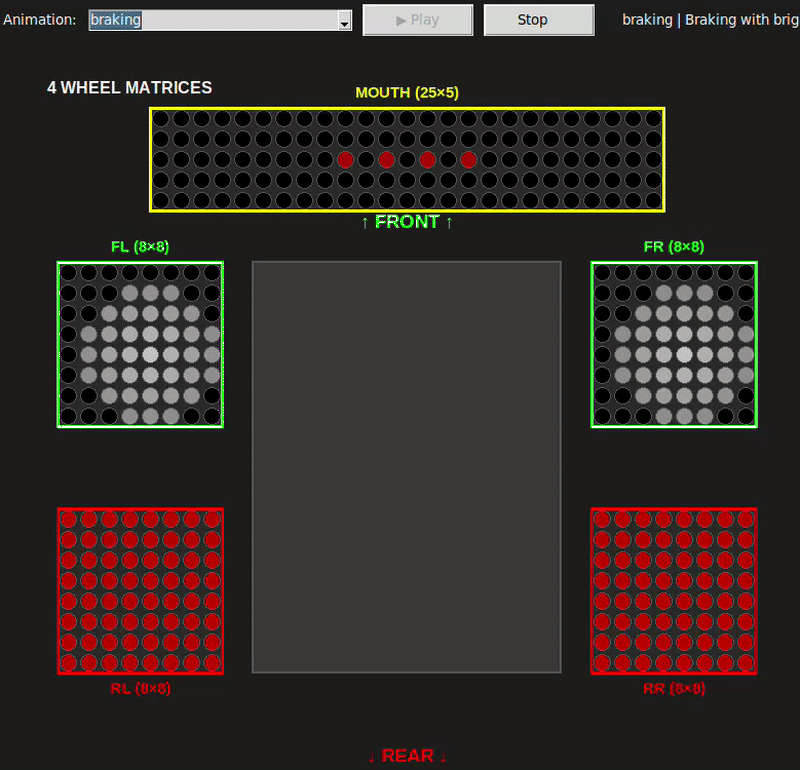 Animation: braking ▶ Play Stop braking | Braking with brig
4 WHEEL MATRICES
MOUTH (25×5)
↑ FRONT ↑
FL (8×8) FR (8×8)
RL (8×8) RR (8×8)
↓ REAR ↓